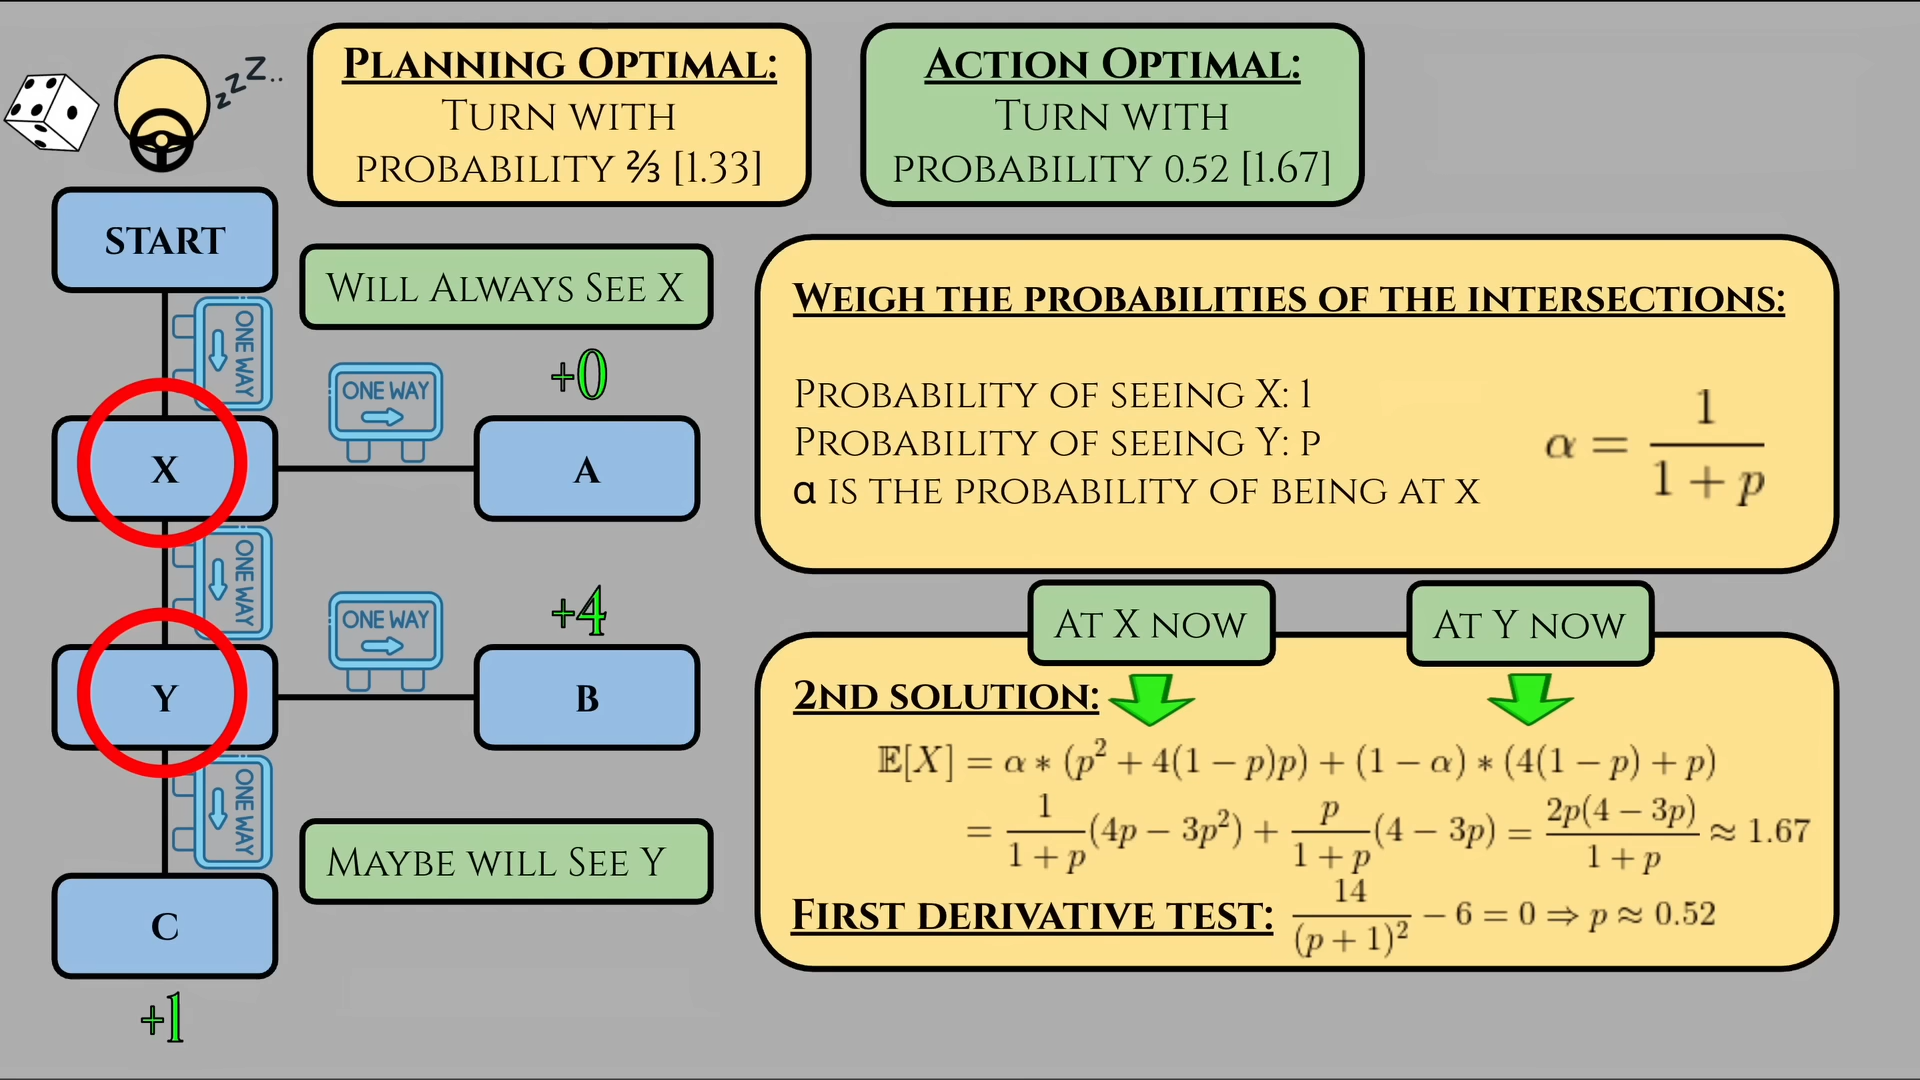 zzZ..
PLANNING OPTIMAL:
TURN WITH
PROBABILITY ⅔ [1.33]
ACTION OPTIMAL:
TURN WITH
PROBABILITY 0.52 [1.67]
START
WILL ALWAYS SEE X
ONE WAY
ONE WAY
+0
X
A
ONE WAY
ONE WAY
+4
Y
B
ONE WAY
MAYBE WILL SEE Y
C
+1
WEIGH THE PROBABILITIES OF THE INTERSECTIONS:
PROBABILITY OF SEEING X: 1
PROBABILITY OF SEEING Y: P
α IS THE PROBABILITY OF BEING AT X
α = 1/(1 + p)
AT X NOW
AT Y NOW
2ND SOLUTION:
𝔼[X] = α ∗ (p² + 4(1 − p)p) + (1 − α) ∗ (4(1 − p) + p)
= 1/(1 + p) (4p − 3p²) + p/(1 + p) (4 − 3p) = 2p(4 − 3p)/(1 + p) ≈ 1.67
FIRST DERIVATIVE TEST: 14/(p + 1)² − 6 = 0 ⇒ p ≈ 0.52